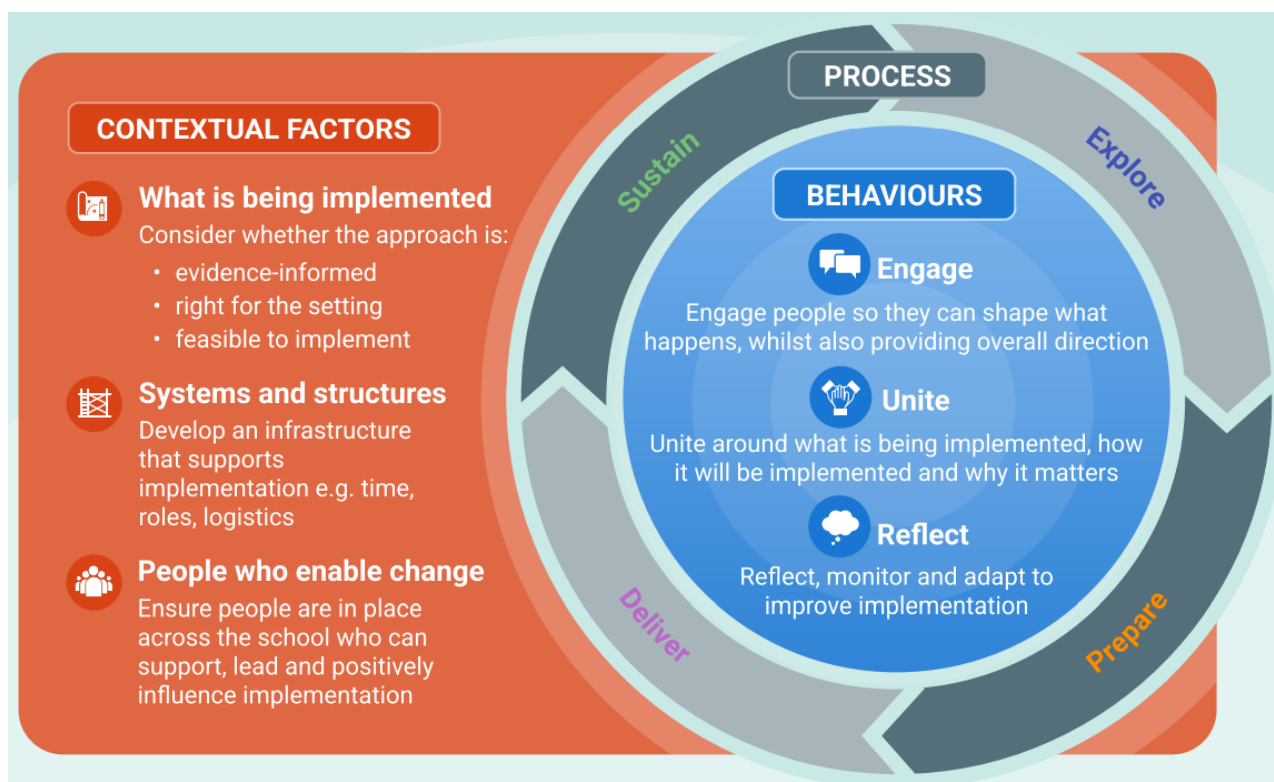 CONTEXTUAL FACTORS
What is being implemented
Consider whether the approach is:
• evidence-informed
• right for the setting
• feasible to implement
Systems and structures
Develop an infrastructure
that supports
implementation e.g. time,
roles, logistics
People who enable change
Ensure people are in place
across the school who can
support, lead and positively
influence implementation
PROCESS
Explore
Prepare
Deliver
Sustain
BEHAVIOURS
Engage
Engage people so they can shape what
happens, whilst also providing overall direction
Unite
Unite around what is being implemented, how
it will be implemented and why it matters
Reflect
Reflect, monitor and adapt to
improve implementation